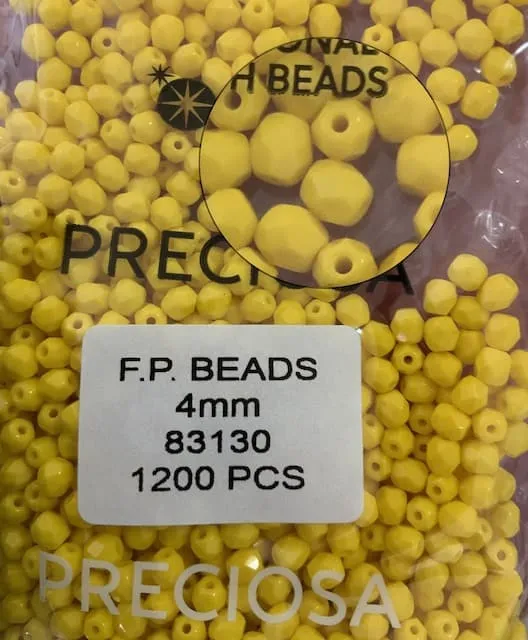 H BEADS
PRECIOSA
F.P. BEADS
4mm
83130
1200 PCS
PRECIOSA